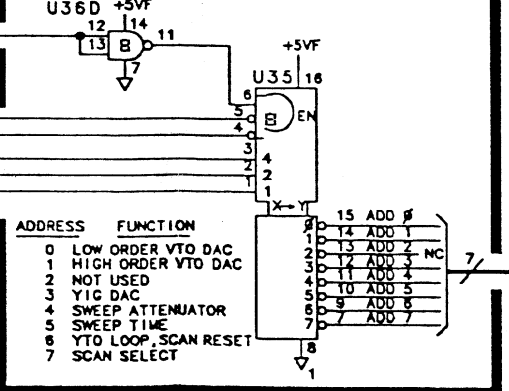 U36D +5VF
12 14
13 & 11
7
+5VF
U35 16
6
5 & EN
4
3 4
2 2
1 1
X→Y
0 15 ADD 0
1 14 ADD 1
2 13 ADD 2
3 12 ADD 3
4 11 ADD 4
5 10 ADD 5
6 9 ADD 6
7 7 ADD 7
NC
7
8
1
ADDRESS FUNCTION
0 LOW ORDER VTO DAC
1 HIGH ORDER VTO DAC
2 NOT USED
3 YIG DAC
4 SWEEP ATTENUATOR
5 SWEEP TIME
6 YTO LOOP, SCAN RESET
7 SCAN SELECT